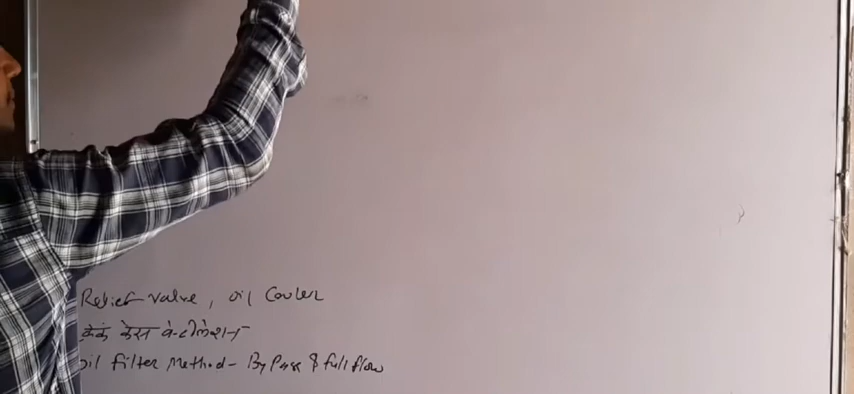 Relief valve, oil Cooler
क्रेंक केस वेन्टीलेशन
oil filter Method - By Pass & full flow